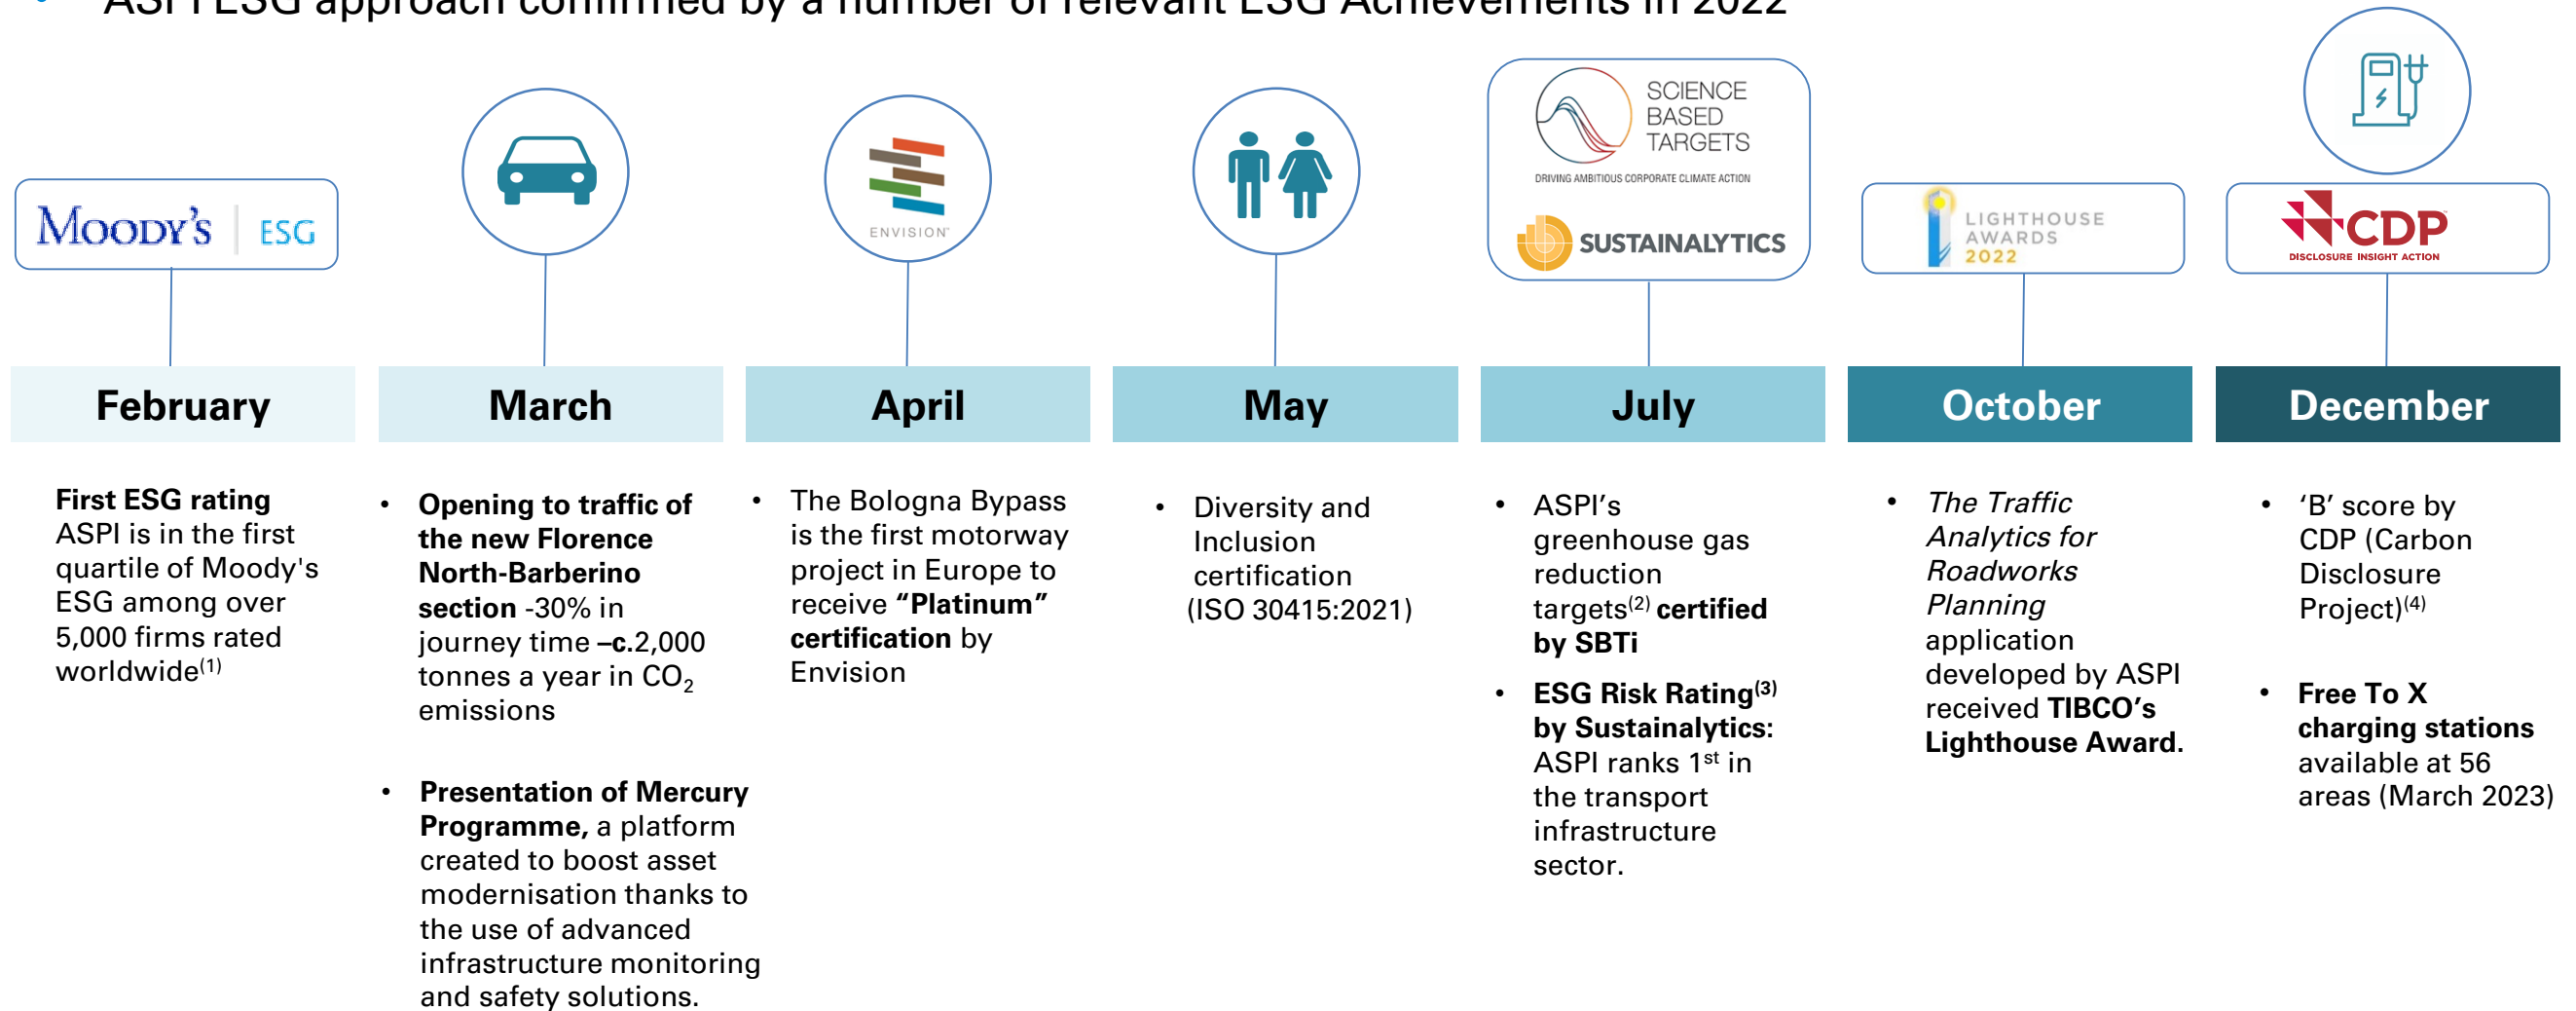 • ASPI ESG approach confirmed by a number of relevant ESG Achievements in 2022
MOODY'S | ESG
ENVISION™
SCIENCE
BASED
TARGETS
DRIVING AMBITIOUS CORPORATE CLIMATE ACTION
SUSTAINALYTICS
LIGHTHOUSE
AWARDS
2022
CDP
DISCLOSURE INSIGHT ACTION
February
First ESG rating
ASPI is in the first
quartile of Moody's
ESG among over
5,000 firms rated
worldwide(1)
March
• Opening to traffic of
the new Florence
North-Barberino
section -30% in
journey time –c.2,000
tonnes a year in CO2
emissions
• Presentation of Mercury
Programme, a platform
created to boost asset
modernisation thanks to
the use of advanced
infrastructure monitoring
and safety solutions.
April
• The Bologna Bypass
is the first motorway
project in Europe to
receive “Platinum”
certification by
Envision
May
• Diversity and
Inclusion
certification
(ISO 30415:2021)
July
• ASPI’s
greenhouse gas
reduction
targets(2) certified
by SBTi
• ESG Risk Rating(3)
by Sustainalytics:
ASPI ranks 1st in
the transport
infrastructure
sector.
October
• The Traffic
Analytics for
Roadworks
Planning
application
developed by ASPI
received TIBCO’s
Lighthouse Award.
December
• ‘B’ score by
CDP (Carbon
Disclosure
Project)(4)
• Free To X
charging stations
available at 56
areas (March 2023)